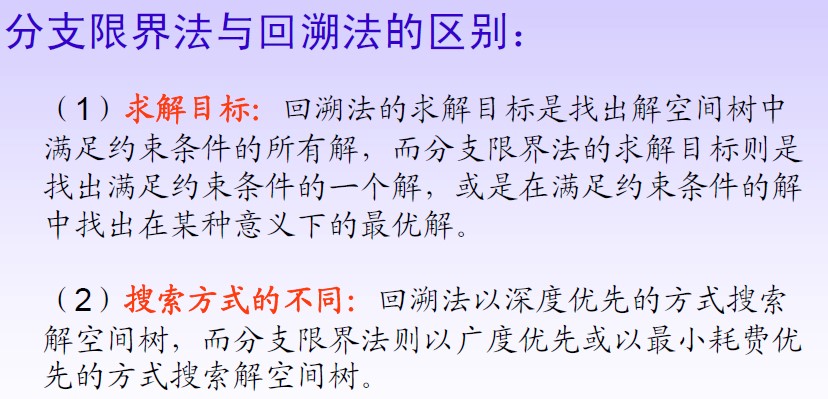 分支限界法与回溯法的区别：
（1）求解目标：回溯法的求解目标是找出解空间树中
满足约束条件的所有解，而分支限界法的求解目标则是
找出满足约束条件的一个解，或是在满足约束条件的解
中找出在某种意义下的最优解。
（2）搜索方式的不同：回溯法以深度优先的方式搜索
解空间树，而分支限界法则以广度优先或以最小耗费优
先的方式搜索解空间树。